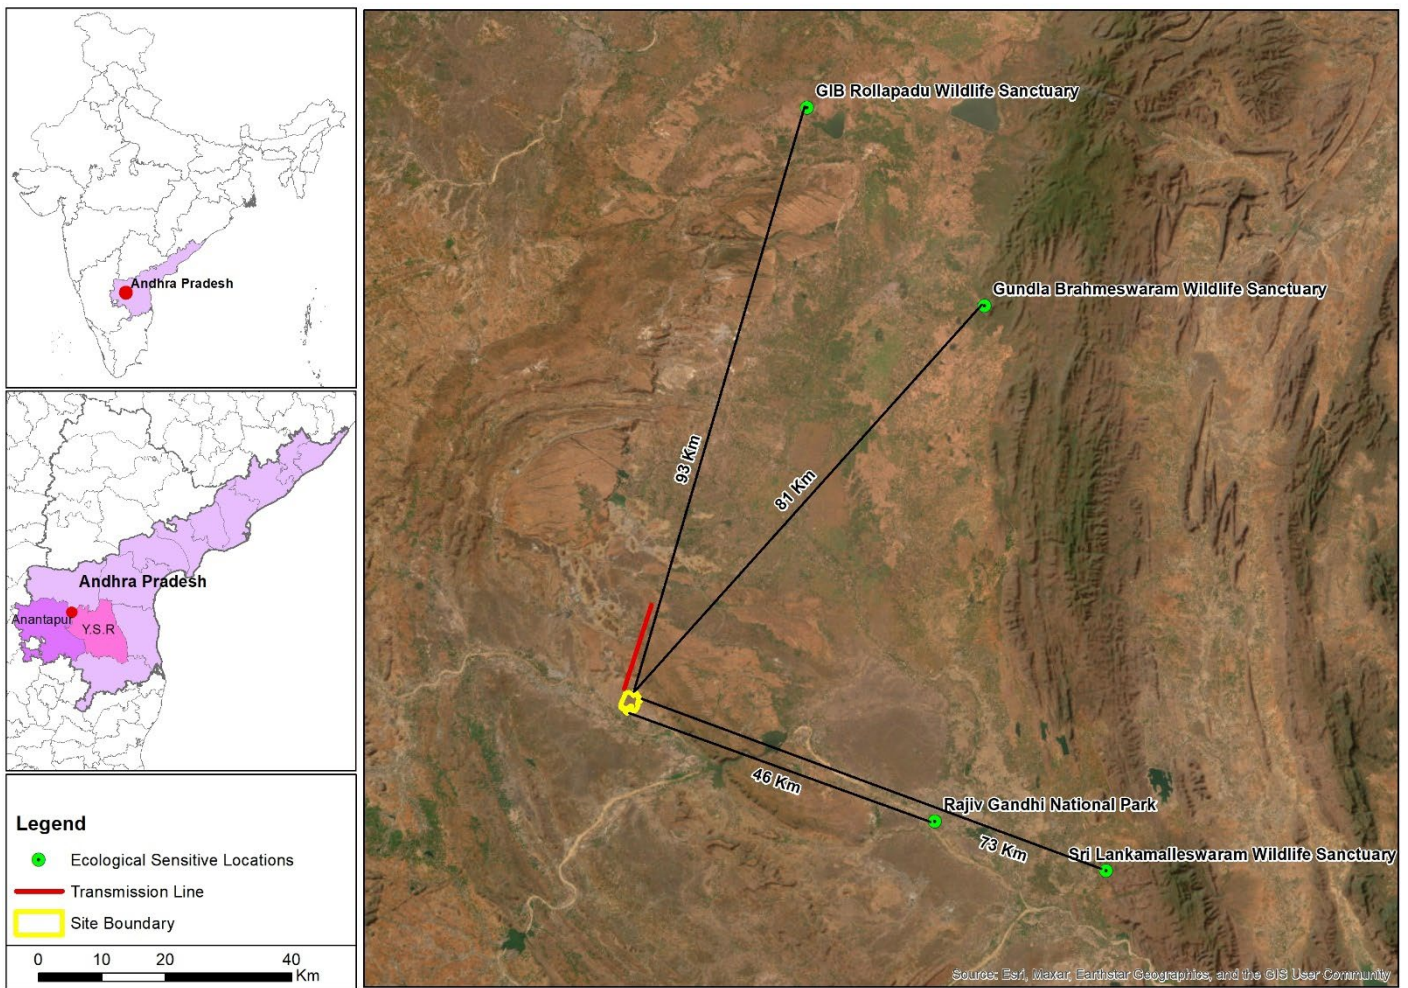 Andhra Pradesh
Andhra Pradesh
Anantapur
Y.S.R
Legend
Ecological Sensitive Locations
Transmission Line
Site Boundary
0 10 20 40
Km
GIB Rollapadu Wildlife Sanctuary
Gundla Brahmeswaram Wildlife Sanctuary
93 Km
81 Km
46 Km
Rajiv Gandhi National Park
73 Km
Sri Lankamalleswaram Wildlife Sanctuary
Source: Esri, Maxar, Earthstar Geographics, and the GIS User Community